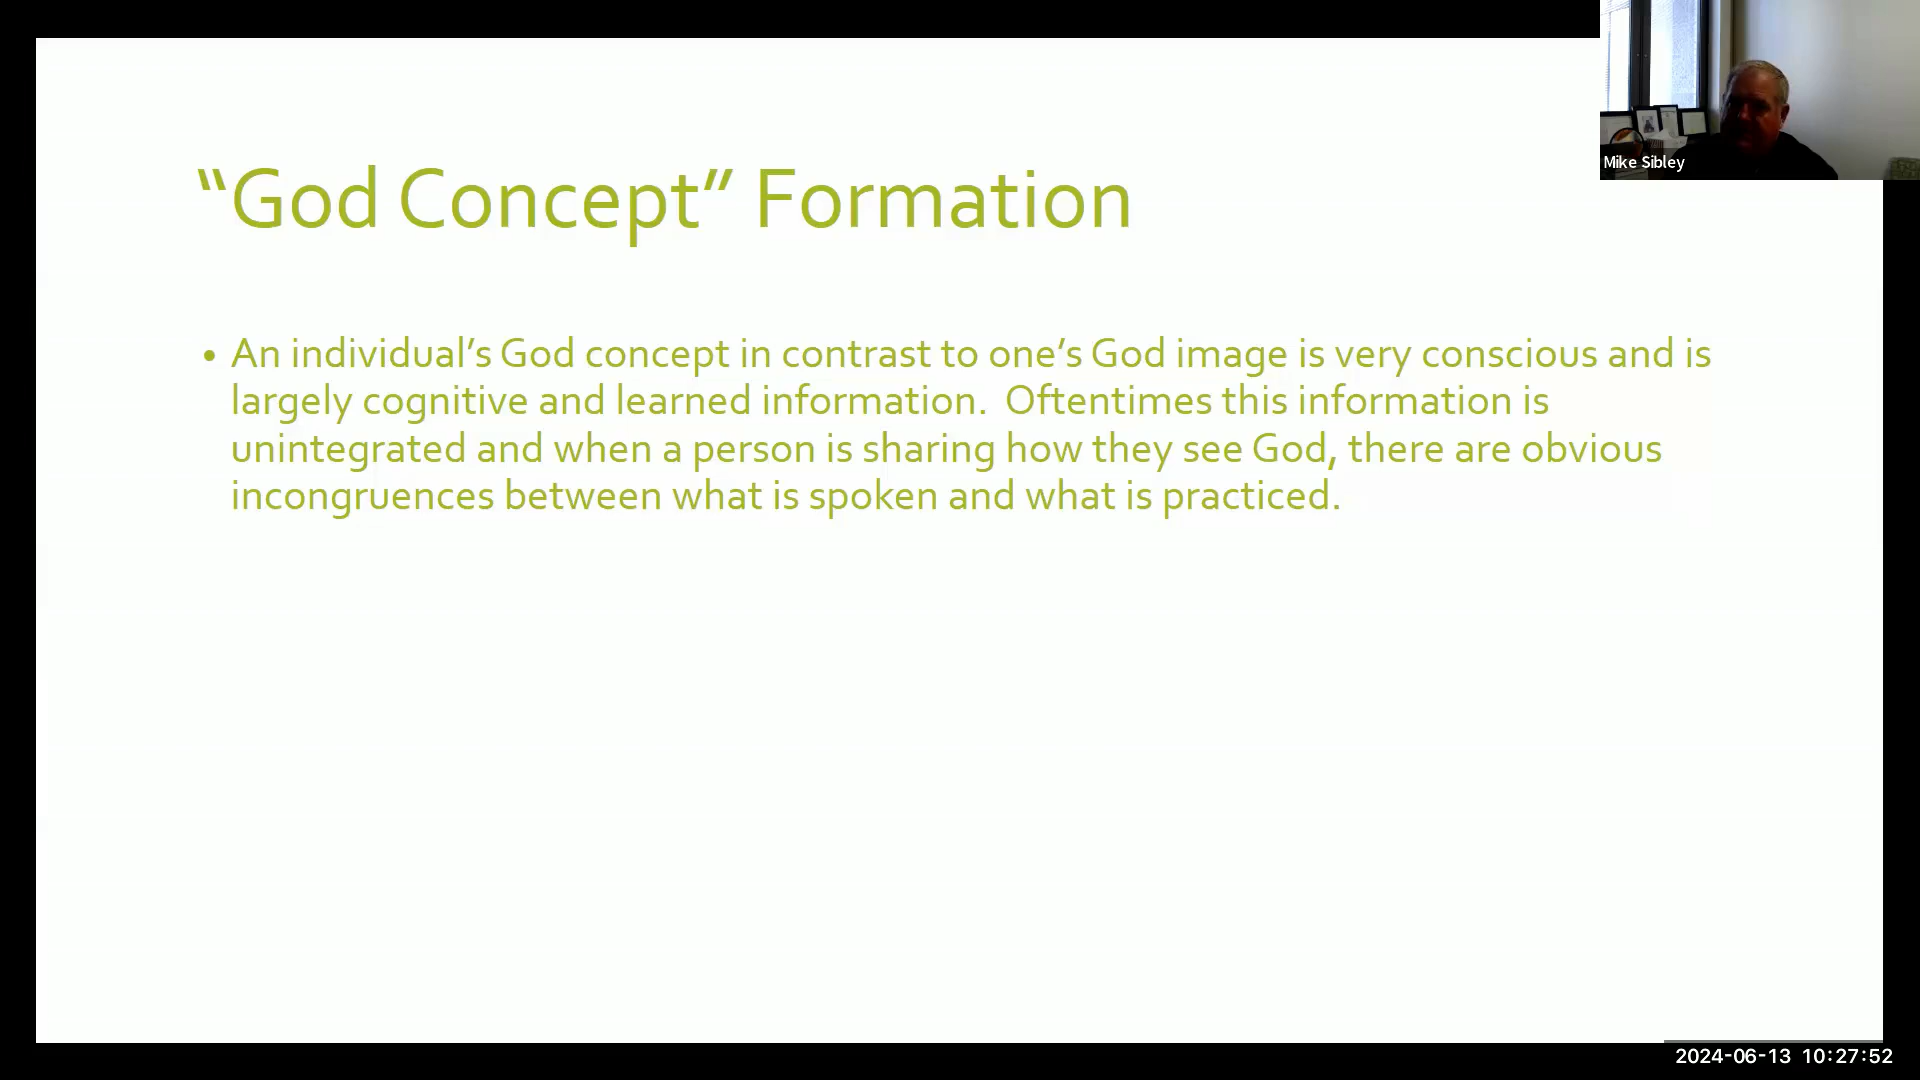 “God Concept” Formation
• An individual’s God concept in contrast to one’s God image is very conscious and is
largely cognitive and learned information.  Oftentimes this information is
unintegrated and when a person is sharing how they see God, there are obvious
incongruences between what is spoken and what is practiced.
Mike Sibley
2024-06-13 10:27:52